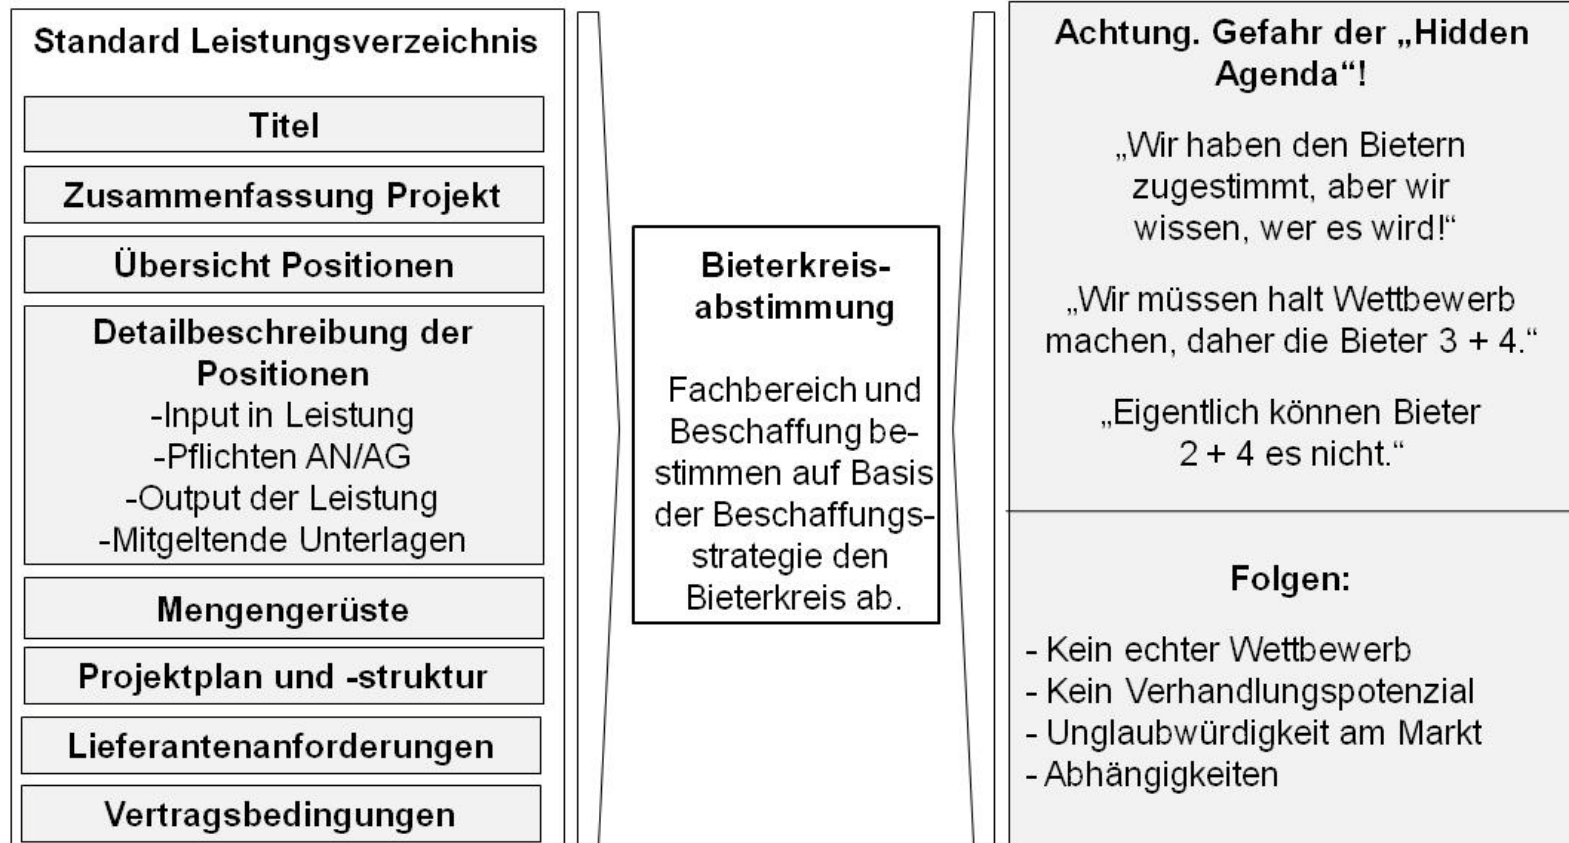 Standard Leistungsverzeichnis
Titel
Zusammenfassung Projekt
Übersicht Positionen
Detailbeschreibung der
Positionen
-Input in Leistung
-Pflichten AN/AG
-Output der Leistung
-Mitgeltende Unterlagen
Mengengerüste
Projektplan und -struktur
Lieferantenanforderungen
Vertragsbedingungen
Bieterkreis-
abstimmung
Fachbereich und
Beschaffung be-
stimmen auf Basis
der Beschaffungs-
strategie den
Bieterkreis ab.
Achtung. Gefahr der „Hidden
Agenda“!
„Wir haben den Bietern
zugestimmt, aber wir
wissen, wer es wird!“
„Wir müssen halt Wettbewerb
machen, daher die Bieter 3 + 4.“
„Eigentlich können Bieter
2 + 4 es nicht.“
Folgen:
- Kein echter Wettbewerb
- Kein Verhandlungspotenzial
- Unglaubwürdigkeit am Markt
- Abhängigkeiten